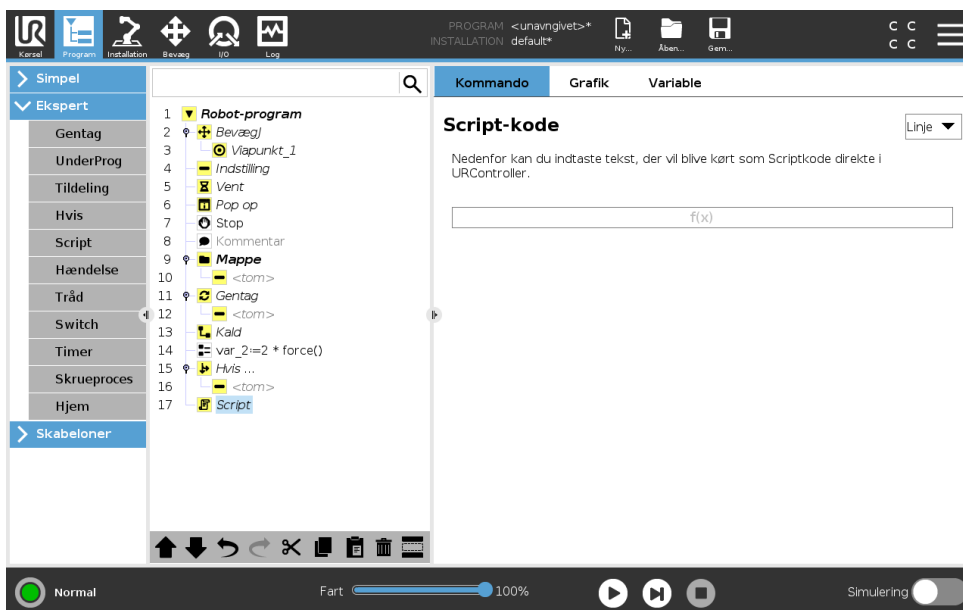 UR
PROGRAM <unavngivet>*
INSTALLATION default*
Kørsel Program Installation Bevæg I/O Log Ny... Åben... Gem...
C C
C C
Simpel
Ekspert
Gentag
UnderProg
Tildeling
Hvis
Script
Hændelse
Tråd
Switch
Timer
Skrueproces
Hjem
Skabeloner
1 Robot-program
2 BevægJ
3 Viapunkt_1
4 Indstilling
5 Vent
6 Pop op
7 Stop
8 Kommentar
9 Mappe
10 <tom>
11 Gentag
12 <tom>
13 Kald
14 var_2:=2 * force()
15 Hvis ...
16 <tom>
17 Script
Kommando Grafik Variable
Script-kode
Linje
Nedenfor kan du indtaste tekst, der vil blive kørt som Scriptkode direkte i
URController.
f(x)
Normal
Fart 100%
Simulering